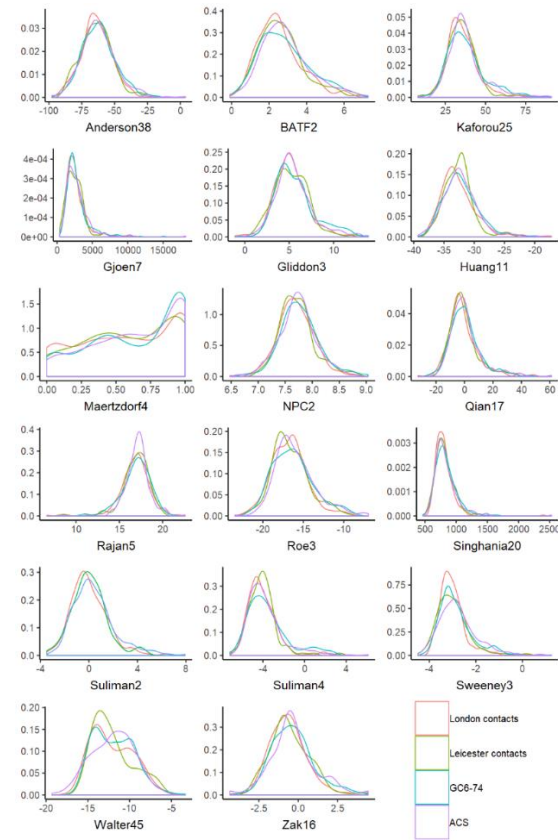 0.03
0.02
0.01
0.00
-100 -75 -50 -25 0
Anderson38
0.4
0.3
0.2
0.1
0.0
0 2 4 6
BATF2
0.05
0.04
0.03
0.02
0.01
0.00
25 50 75
Kaforou25
4e-04
3e-04
2e-04
1e-04
0e+00
0 5000 10000 15000
Gjoen7
0.25
0.20
0.15
0.10
0.05
0.00
0 5 10
Gliddon3
0.20
0.15
0.10
0.05
0.00
-40 -35 -30 -25 -20
Huang11
1.5
1.0
0.5
0.0
0.00 0.25 0.50 0.75 1.00
Maertzdorf4
1.5
1.0
0.5
0.0
6.5 7.0 7.5 8.0 8.5 9.0
NPC2
0.04
0.02
0.00
-20 0 20 40 60
Qian17
0.4
0.3
0.2
0.1
0.0
10 15 20
Rajan5
0.20
0.15
0.10
0.05
0.00
-20 -15 -10
Roe3
0.003
0.002
0.001
0.000
500 1000 1500 2000 2500
Singhania20
0.3
0.2
0.1
0.0
-4 0 4 8
Suliman2
0.3
0.2
0.1
0.0
-4 0 4
Suliman4
0.75
0.50
0.25
0.00
-4 -2 0
Sweeney3
0.20
0.15
0.10
0.05
0.00
-20 -15 -10 -5
Walter45
0.3
0.2
0.1
0.0
-2.5 0.0 2.5
Zak16
London contacts
Leicester contacts
GC6-74
ACS